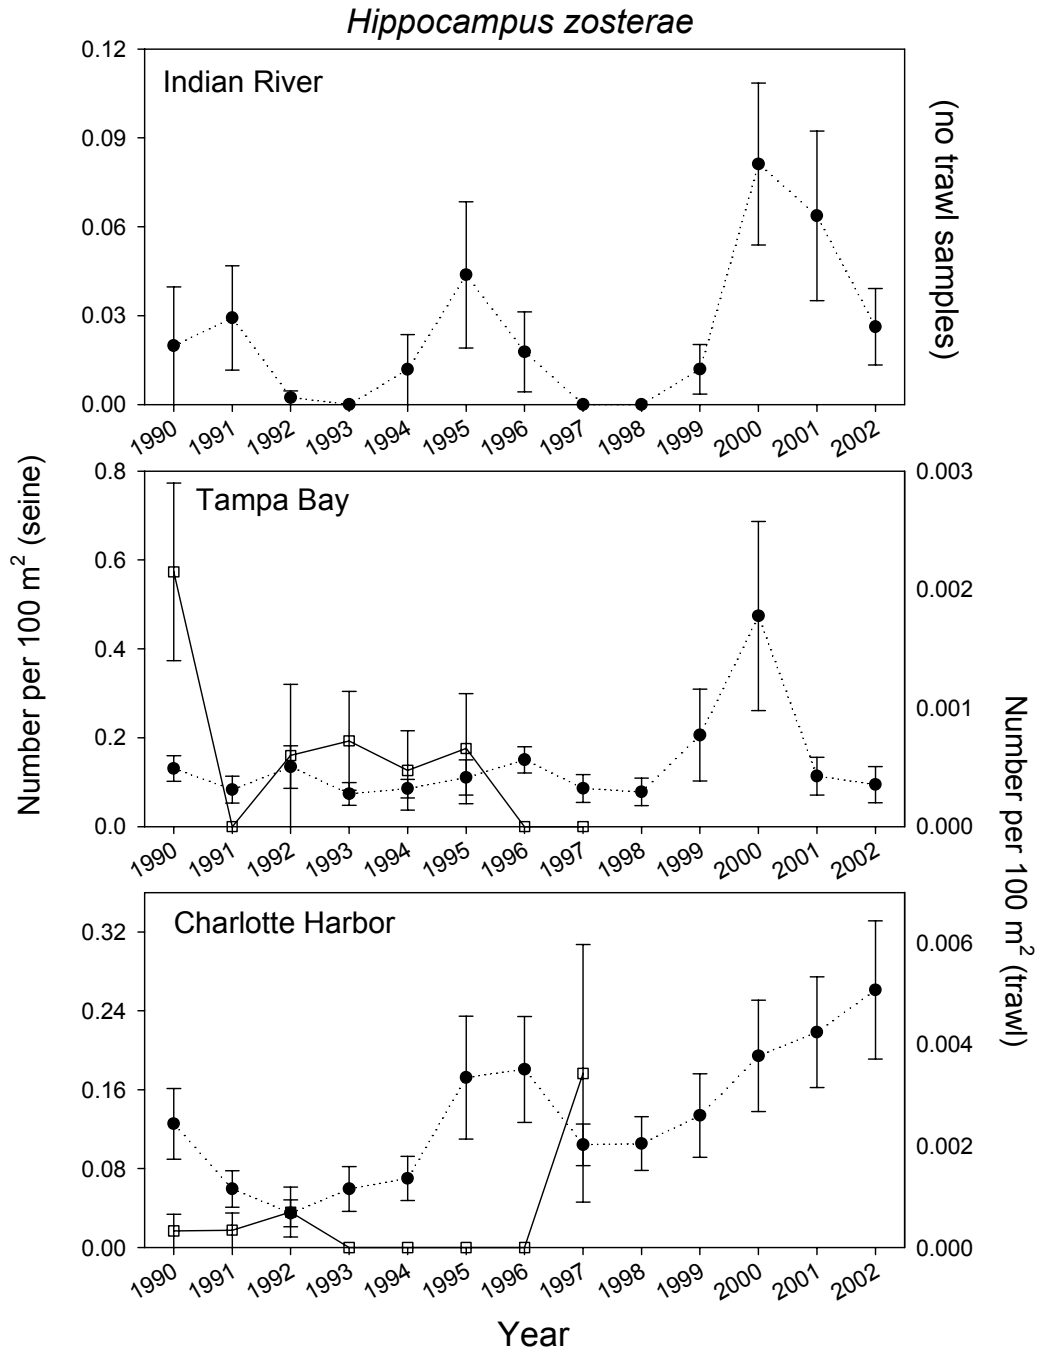 Hippocampus zosterae
Indian River
0.12
0.09
0.06
0.03
0.00
(no trawl samples)
1990 1991 1992 1993 1994 1995 1996 1997 1998 1999 2000 2001 2002
Number per 100 m² (seine)
Tampa Bay
0.8
0.6
0.4
0.2
0.0
0.003
0.002
0.001
0.000
1990 1991 1992 1993 1994 1995 1996 1997 1998 1999 2000 2001 2002
Number per 100 m² (trawl)
Charlotte Harbor
0.32
0.24
0.16
0.08
0.00
0.006
0.004
0.002
0.000
1990 1991 1992 1993 1994 1995 1996 1997 1998 1999 2000 2001 2002
Year